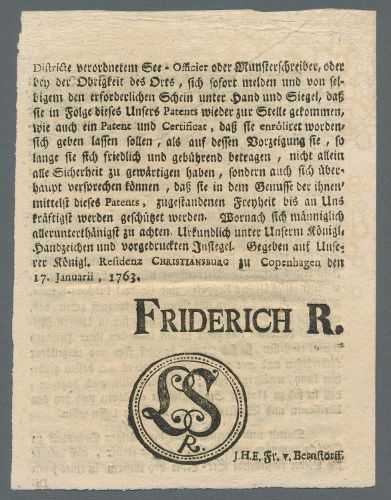 Districte verordnetem See-Officier oder Munsterschreiber, oder
bey der Obrigkeit des Orts, sich sofort melden und von sel-
bigem den erforderlichen Schein unter Hand und Siegel, daß
sie in Folge dieses Unsers Patents wieder zur Stelle gekommen,
wie auch ein Patent und Certificat, daß sie enrôliret worden,
sich geben lassen sollen, als auf dessen Vorzeigung sie, so
lange sie sich friedlich und gebührend betragen, nicht allein
alle Sicherheit zu gewärtigen haben, sondern auch sich über-
haupt versprechen können, daß sie in dem Genusse der ihnen
mittelst dieses Patents, zugestandenen Freyheit bis an Uns
kräftigst werden geschützet werden. Wornach sich männiglich
allerunterthänigst zu achten. Urkundlich unter Unserm Königl.
Handzeichen und vorgedruckten Insiegel. Gegeben auf Unse-
rer Königl. Residenz CHRISTIANSBURG zu Copenhagen den
17. Januarii, 1763.
FRIDERICH R.
LS
R.
J.H.E. Fr. v. Bernstorff.